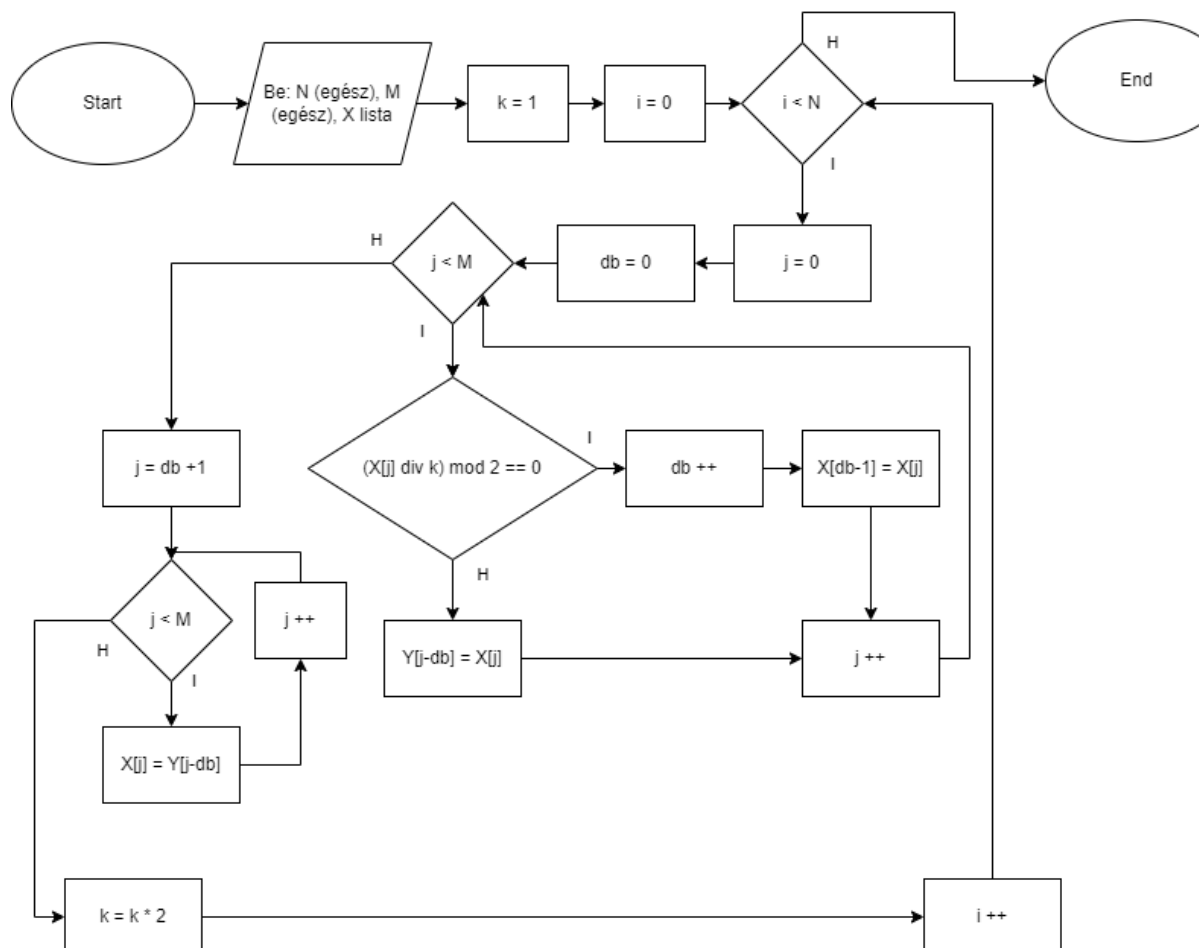 Start
Be: N (egész), M
(egész), X lista
k = 1
i = 0
i < N
H
End
I
j = 0
db = 0
j < M
H
I
(X[j] div k) mod 2 == 0
I
db ++
X[db-1] = X[j]
H
Y[j-db] = X[j]
j ++
j = db +1
j < M
j ++
H
I
X[j] = Y[j-db]
k = k * 2
i ++